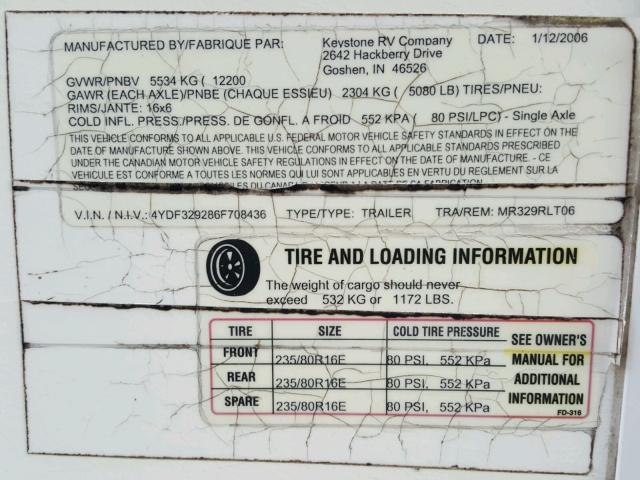 MANUFACTURED BY/FABRIQUE PAR: Keystone RV Company DATE: 1/12/2006
2642 Hackberry Drive
Goshen, IN 46526
GVWR/PNBV 5534 KG ( 12200
GAWR (EACH AXLE)/PNBE (CHAQUE ESSIEU) 2304 KG ( 5080 LB) TIRES/PNEU:
RIMS/JANTE: 16x6
COLD INFL. PRESS./PRESS. DE GONFL. A FROID 552 KPA ( 80 PSI/LPC) - Single Axle
THIS VEHICLE CONFORMS TO ALL APPLICABLE U.S. FEDERAL MOTOR VEHICLE SAFETY STANDARDS IN EFFECT ON THE
DATE OF MANUFACTURE SHOWN ABOVE. THIS VEHICLE CONFORMS TO ALL APPLICABLE STANDARDS PRESCRIBED
UNDER THE CANADIAN MOTOR VEHICLE SAFETY REGULATIONS IN EFFECT ON THE DATE OF MANUFACTURE. - CE
VEHICULE EST CONFORME A TOUTES LES NORMES QUI LUI SONT APPLICABLES EN VERTU DU REGLEMENT SUR LA
V.I.N. / N.I.V.: 4YDF329286F708436 TYPE/TYPE: TRAILER TRA/REM: MR329RLT06
TIRE AND LOADING INFORMATION
The weight of cargo should never
exceed 532 KG or 1172 LBS.
TIRE SIZE COLD TIRE PRESSURE
FRONT 235/80R16E 80 PSI, 552 KPa
REAR 235/80R16E 80 PSI, 552 KPa
SPARE 235/80R16E 80 PSI, 552 KPa
SEE OWNER'S
MANUAL FOR
ADDITIONAL
INFORMATION
FD-316